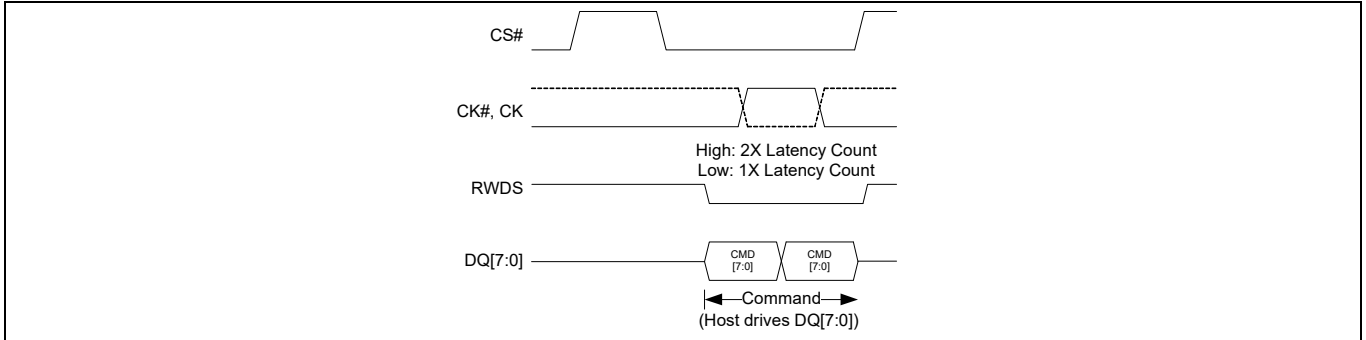 CS#
CK#, CK
High: 2X Latency Count
Low: 1X Latency Count
RWDS
DQ[7:0]
CMD
[7:0]
CMD
[7:0]
Command
(Host drives DQ[7:0])